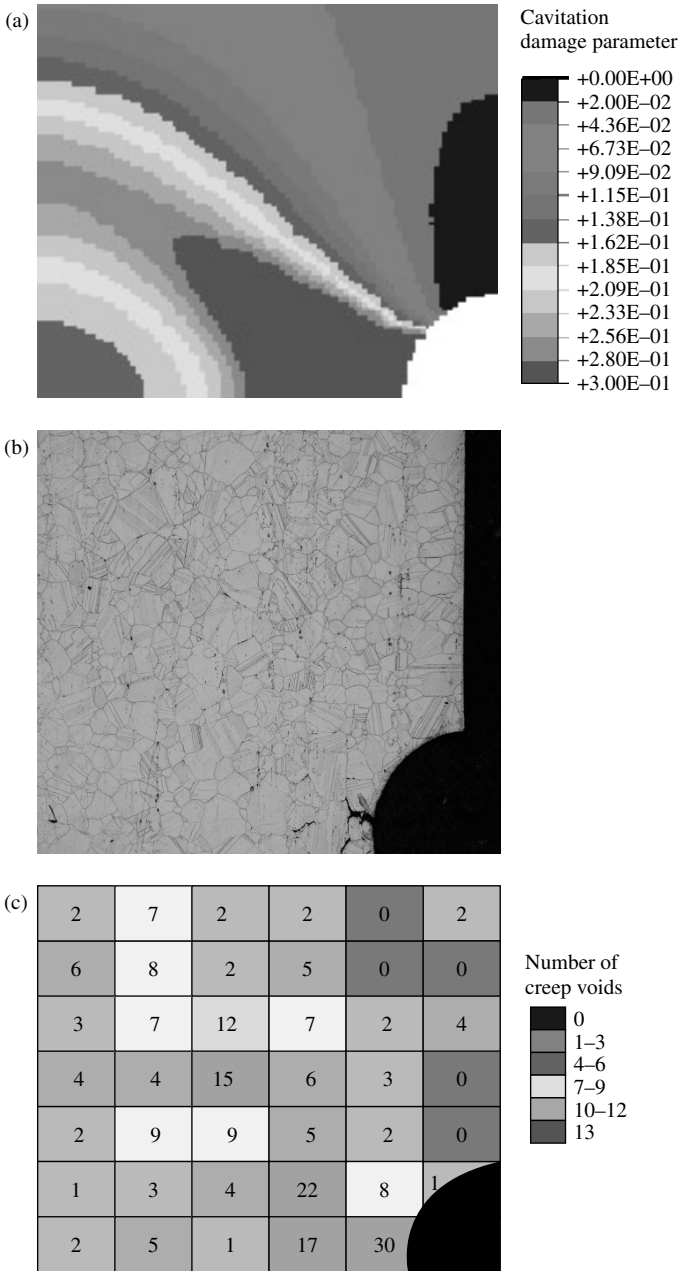 (a)
Cavitation
damage parameter
+0.00E+00
+2.00E–02
+4.36E–02
+6.73E–02
+9.09E–02
+1.15E–01
+1.38E–01
+1.62E–01
+1.85E–01
+2.09E–01
+2.33E–01
+2.56E–01
+2.80E–01
+3.00E–01
(b)
(c)
2 7 2 2 0 2
6 8 2 5 0 0
3 7 12 7 2 4
4 4 15 6 3 0
2 9 9 5 2 0
1 3 4 22 8 1
2 5 1 17 30
Number of
creep voids
0
1–3
4–6
7–9
10–12
13